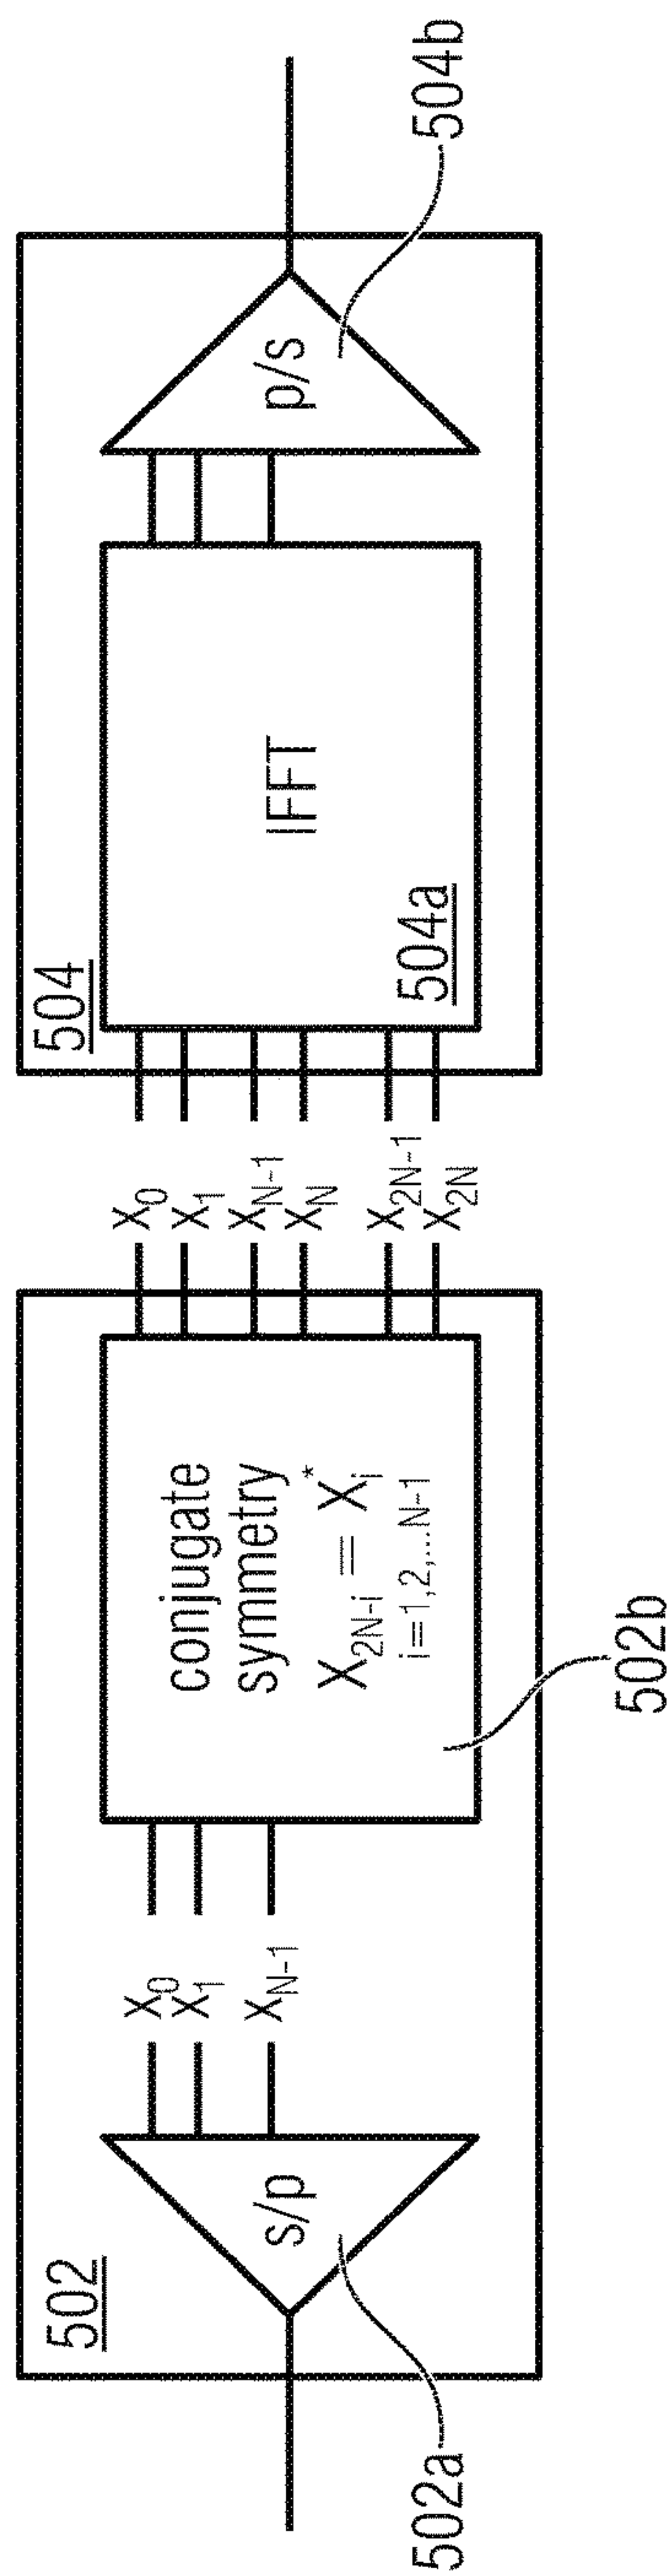 502
s/p
502a
X0
X1
XN-1
conjugate
symmetry
X2N-i = Xi*
i=1,2,...N-1
502b
X0
X1
XN-1
XN
X2N-1
X2N
504
IFFT
504a
p/s
504b